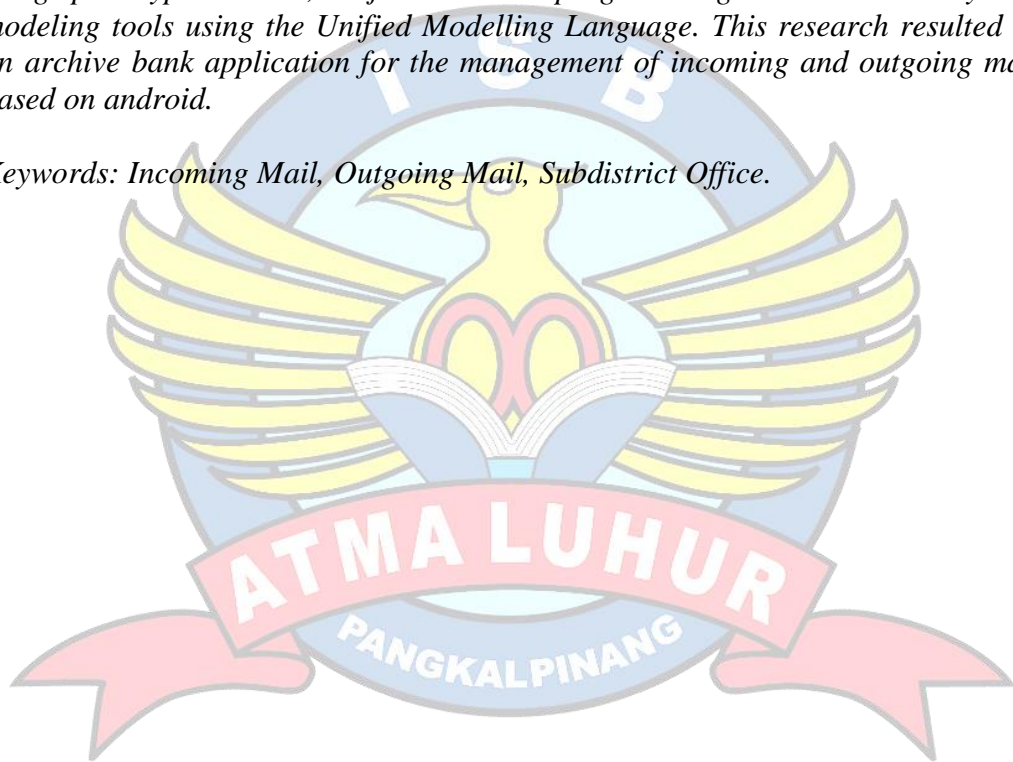 modeling tools using the Unified Modelling Language. This research resulted
an archive bank application for the management of incoming and outgoing
based on android.
Keywords: Incoming Mail, Outgoing Mail, Subdistrict Office.
I S B
ATMA LUHUR
PANGKALPINANG